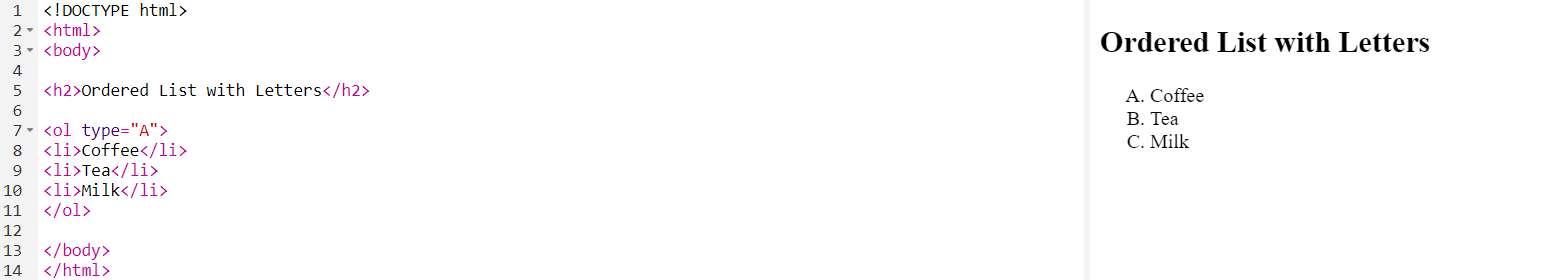 1 <!DOCTYPE html>
2 <html>
3 <body>
4
5 <h2>Ordered List with Letters</h2>
6
7 <ol type="A">
8 <li>Coffee</li>
9 <li>Tea</li>
10 <li>Milk</li>
11 </ol>
12
13 </body>
14 </html>
Ordered List with Letters
A. Coffee
B. Tea
C. Milk